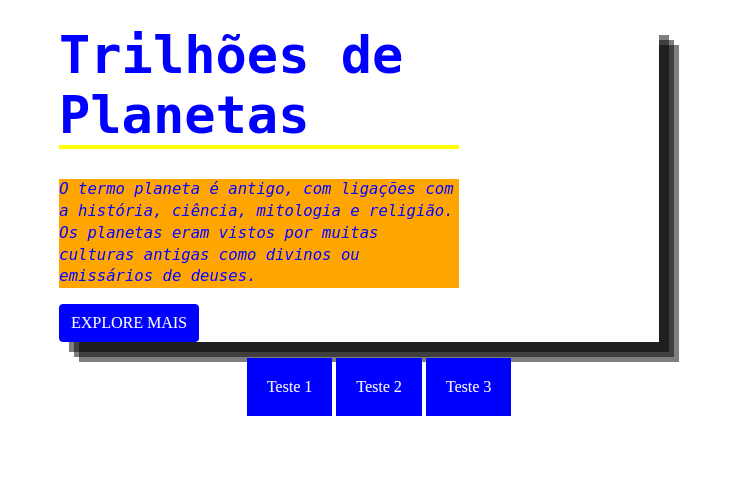 Trilhões de
Planetas
O termo planeta é antigo, com ligações com
a história, ciência, mitologia e religião.
Os planetas eram vistos por muitas
culturas antigas como divinos ou
emissários de deuses.
EXPLORE MAIS
Teste 1 Teste 2 Teste 3